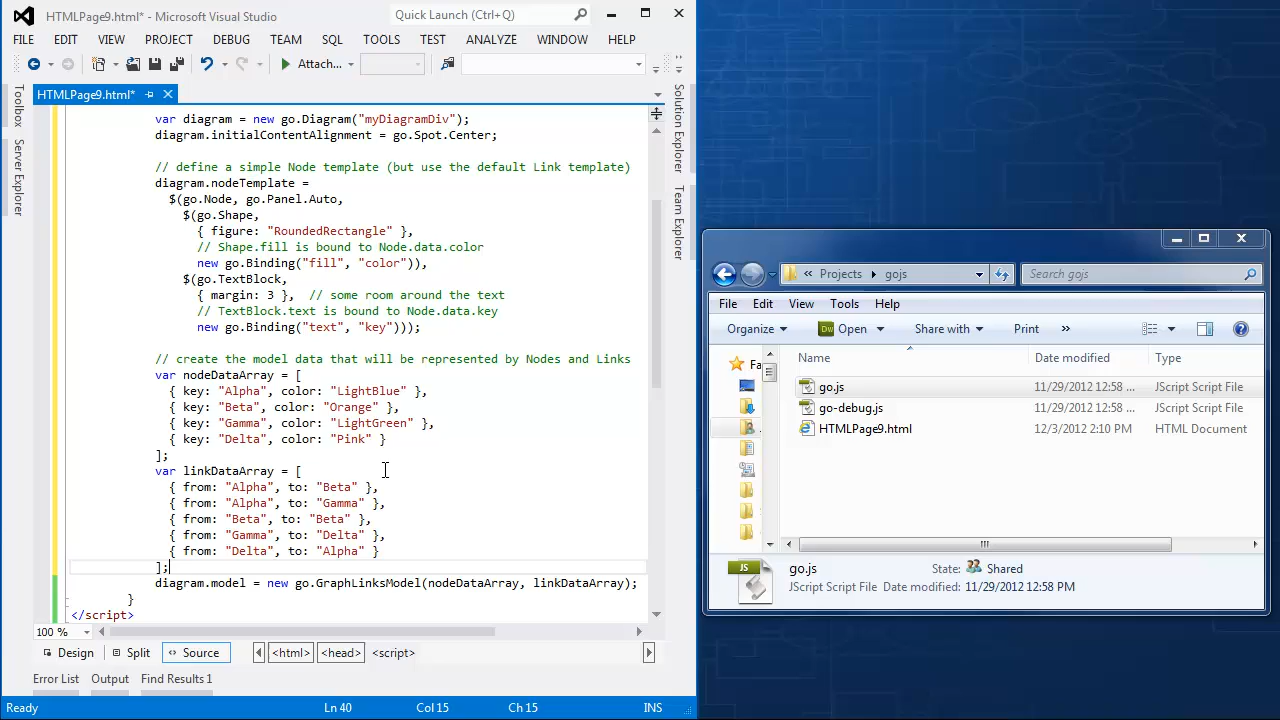 HTMLPage9.html* - Microsoft Visual Studio
Quick Launch (Ctrl+Q)
FILE EDIT VIEW PROJECT DEBUG TEAM SQL TOOLS TEST ANALYZE WINDOW HELP
Attach...
HTMLPage9.html*
Toolbox
Server Explorer
Solution Explorer
Team Explorer
var diagram = new go.Diagram("myDiagramDiv");
diagram.initialContentAlignment = go.Spot.Center;
// define a simple Node template (but use the default Link template)
diagram.nodeTemplate =
$(go.Node, go.Panel.Auto,
$(go.Shape,
{ figure: "RoundedRectangle" },
// Shape.fill is bound to Node.data.color
new go.Binding("fill", "color")),
$(go.TextBlock,
{ margin: 3 },  // some room around the text
// TextBlock.text is bound to Node.data.key
new go.Binding("text", "key")));
// create the model data that will be represented by Nodes and Links
var nodeDataArray = [
{ key: "Alpha", color: "LightBlue" },
{ key: "Beta", color: "Orange" },
{ key: "Gamma", color: "LightGreen" },
{ key: "Delta", color: "Pink" }
];
var linkDataArray = [
{ from: "Alpha", to: "Beta" },
{ from: "Alpha", to: "Gamma" },
{ from: "Beta", to: "Beta" },
{ from: "Gamma", to: "Delta" },
{ from: "Delta", to: "Alpha" }
];
diagram.model = new go.GraphLinksModel(nodeDataArray, linkDataArray);
}
</script>
100 %
Design Split Source <html> <head> <script>
Error List Output Find Results 1
Ready Ln 40 Col 15 Ch 15 INS
« Projects gojs
Search gojs
File Edit View Tools Help
Organize Dw Open Share with Print »
Fa
Name Date modified Type
go.js 11/29/2012 12:58 ... JScript Script File
go-debug.js 11/29/2012 12:58 ... JScript Script File
HTMLPage9.html 12/3/2012 2:10 PM HTML Document
JS
go.js State: Shared
JScript Script File Date modified: 11/29/2012 12:58 PM